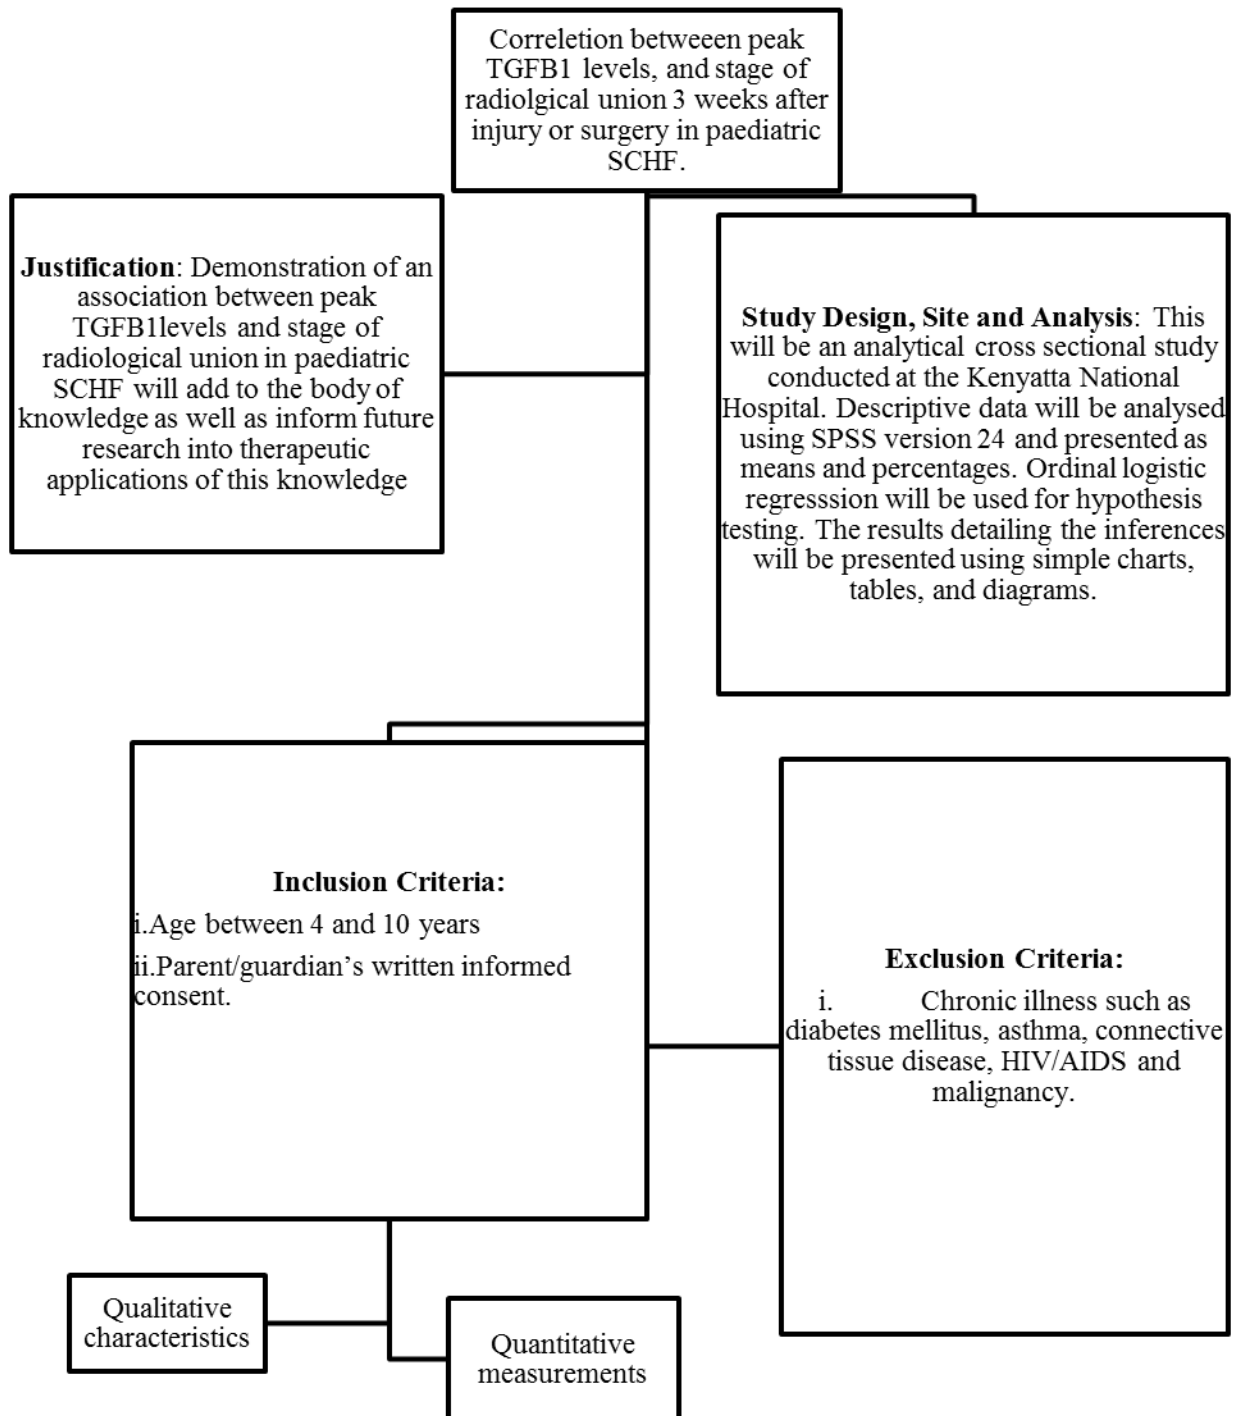 Correletion betweeen peak
TGFB1 levels, and stage of
radiolgical union 3 weeks after
injury or surgery in paediatric
SCHF.
Justification: Demonstration of an
association between peak
TGFB1levels and stage of
radiological union in paediatric
SCHF will add to the body of
knowledge as well as inform future
research into therapeutic
applications of this knowledge
Study Design, Site and Analysis: This
will be an analytical cross sectional study
conducted at the Kenyatta National
Hospital. Descriptive data will be analysed
using SPSS version 24 and presented as
means and percentages. Ordinal logistic
regresssion will be used for hypothesis
testing. The results detailing the inferences
will be presented using simple charts,
tables, and diagrams.
Inclusion Criteria:
i.Age between 4 and 10 years
ii.Parent/guardian’s written informed
consent.
Exclusion Criteria:
i. Chronic illness such as
diabetes mellitus, asthma, connective
tissue disease, HIV/AIDS and
malignancy.
Qualitative
characteristics
Quantitative
measurements